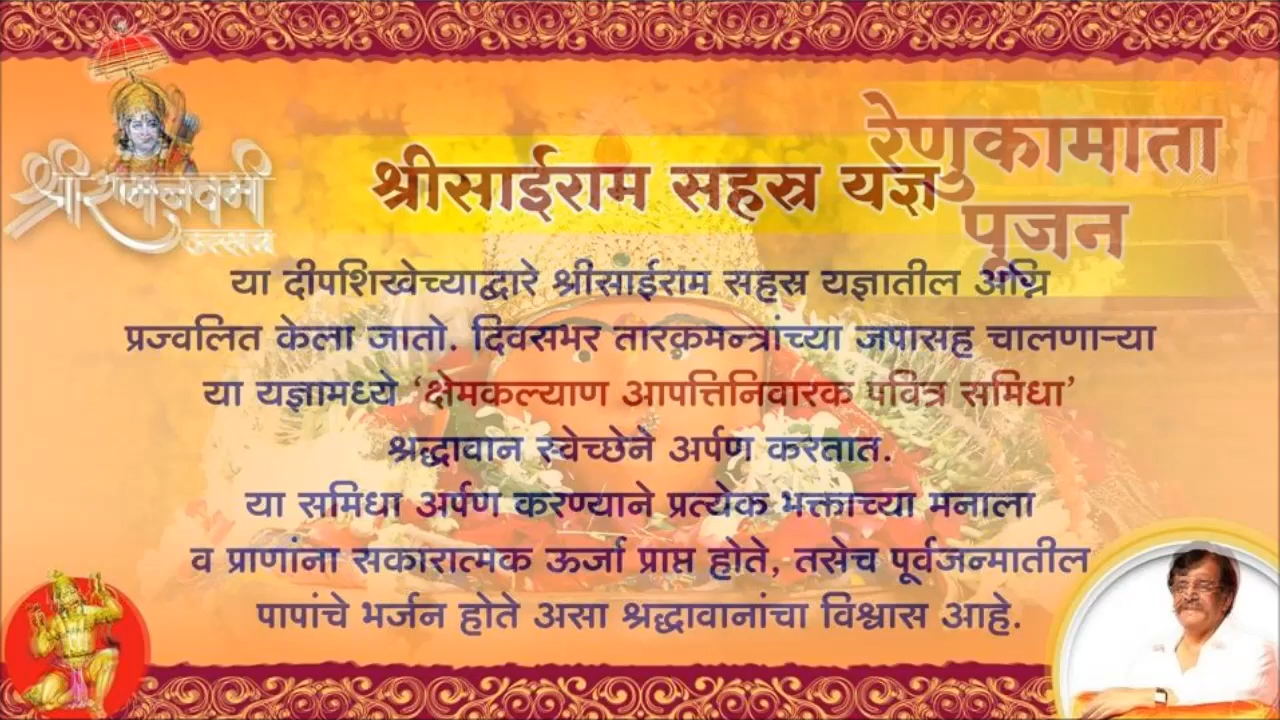 श्रीरामनवमी
उत्सव
रेणुकामाता
पूजन
श्रीसाईराम सहस्र यज्ञ
या दीपशिखेच्याद्वारे श्रीसाईराम सहस्र यज्ञातील अग्नि
प्रज्वलित केला जातो. दिवसभर तारकमन्त्रांच्या जपासह चालणाऱ्या
या यज्ञामध्ये ‘क्षेमकल्याण आपत्तिनिवारक पवित्र समिधा’
श्रद्धावान स्वेच्छेने अर्पण करतात.
या समिधा अर्पण करण्याने प्रत्येक भक्ताच्या मनाला
व प्राणांना सकारात्मक ऊर्जा प्राप्त होते, तसेच पूर्वजन्मातील
पापांचे भर्जन होते असा श्रद्धावानांचा विश्वास आहे.